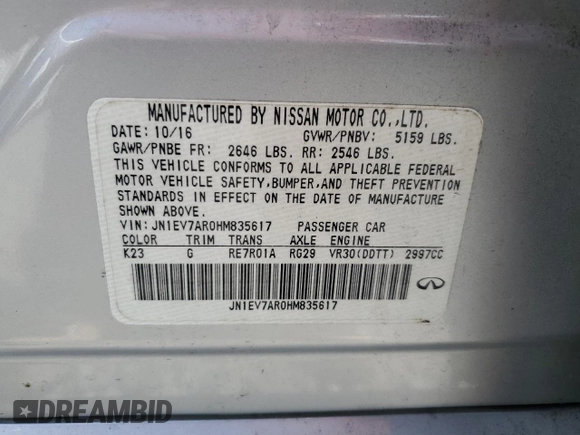 MANUFACTURED BY NISSAN MOTOR CO.,LTD.
DATE: 10/16 GVWR/PNBV: 5159 LBS.
GAWR/PNBE FR: 2646 LBS. RR: 2546 LBS.
THIS VEHICLE CONFORMS TO ALL APPLICABLE FEDERAL
MOTOR VEHICLE SAFETY,BUMPER,AND THEFT PREVENTION
STANDARDS IN EFFECT ON THE DATE OF MANUFACTURE
SHOWN ABOVE.
VIN: JN1EV7AR0HM835617 PASSENGER CAR
COLOR TRIM TRANS AXLE ENGINE
K23 G RE7R01A RG29 VR30(DDTT) 2997CC
JN1EV7AR0HM835617
DREAMBID